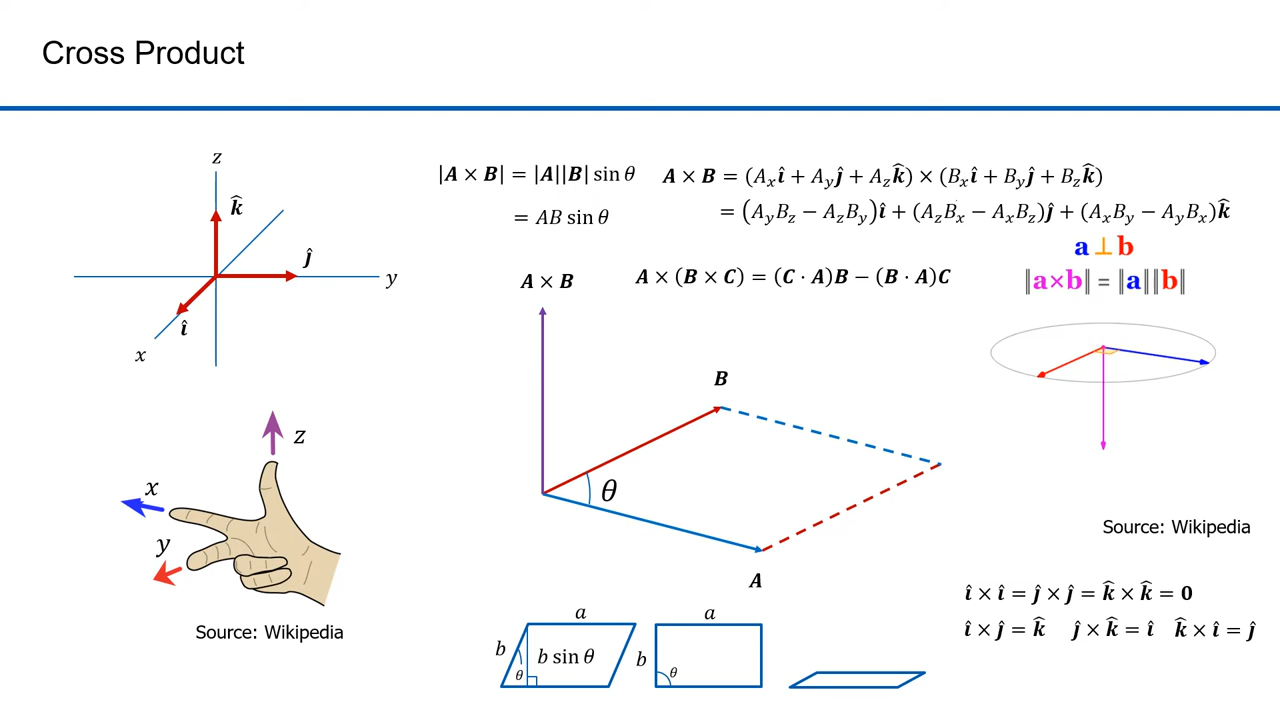 Cross Product
z
k̂
ĵ
y
î
x
|A × B| = |A||B| sin θ
= AB sin θ
A × B = (Aₓî + A_yĵ + A_zk̂) × (Bₓî + B_yĵ + B_zk̂)
= (A_yB_z − A_zB_y)î + (A_zBₓ − AₓB_z)ĵ + (AₓB_y − A_yBₓ)k̂
A × (B × C) = (C · A)B − (B · A)C
a ⊥ b
‖a×b‖ = ‖a‖‖b‖
A × B
B
θ
A
z
x
y
Source: Wikipedia
Source: Wikipedia
a
b
b sin θ
θ
a
b
θ
î × î = ĵ × ĵ = k̂ × k̂ = 0
î × ĵ = k̂ ĵ × k̂ = î k̂ × î = ĵ